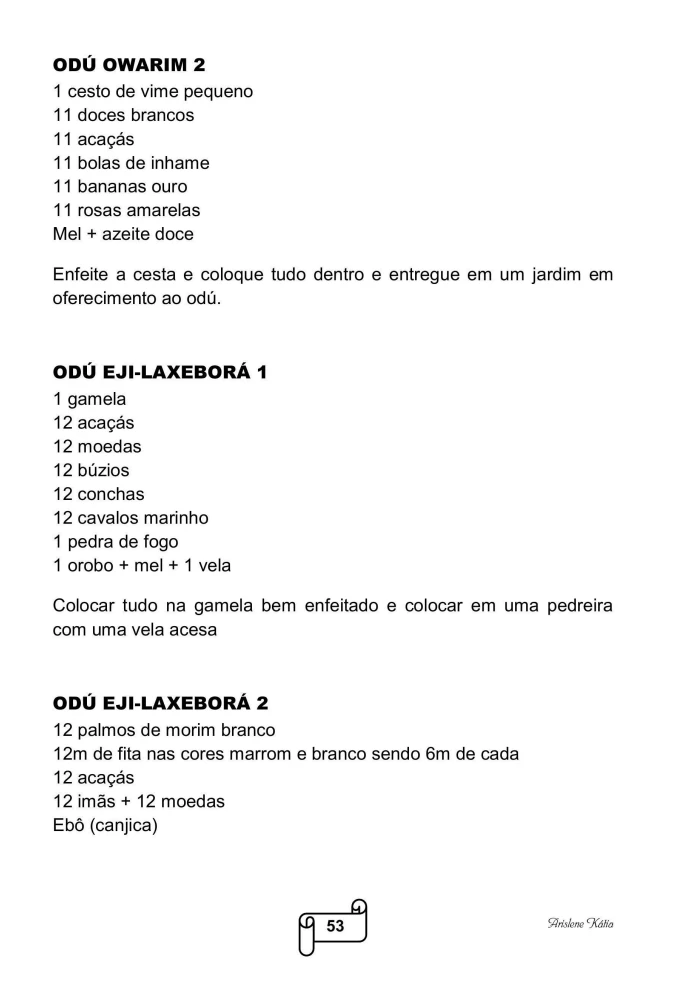 ODÚ OWARIM 2
1 cesto de vime pequeno
11 doces brancos
11 acaçás
11 bolas de inhame
11 bananas ouro
11 rosas amarelas
Mel + azeite doce
Enfeite a cesta e coloque tudo dentro e entregue em um jardim em
oferecimento ao odú.
ODÚ EJI-LAXEBORÁ 1
1 gamela
12 acaçás
12 moedas
12 búzios
12 conchas
12 cavalos marinho
1 pedra de fogo
1 orobo + mel + 1 vela
Colocar tudo na gamela bem enfeitado e colocar em uma pedreira
com uma vela acesa
ODÚ EJI-LAXEBORÁ 2
12 palmos de morim branco
12m de fita nas cores marrom e branco sendo 6m de cada
12 acaçás
12 imãs + 12 moedas
Ebô (canjica)
53
Arislene Kátia